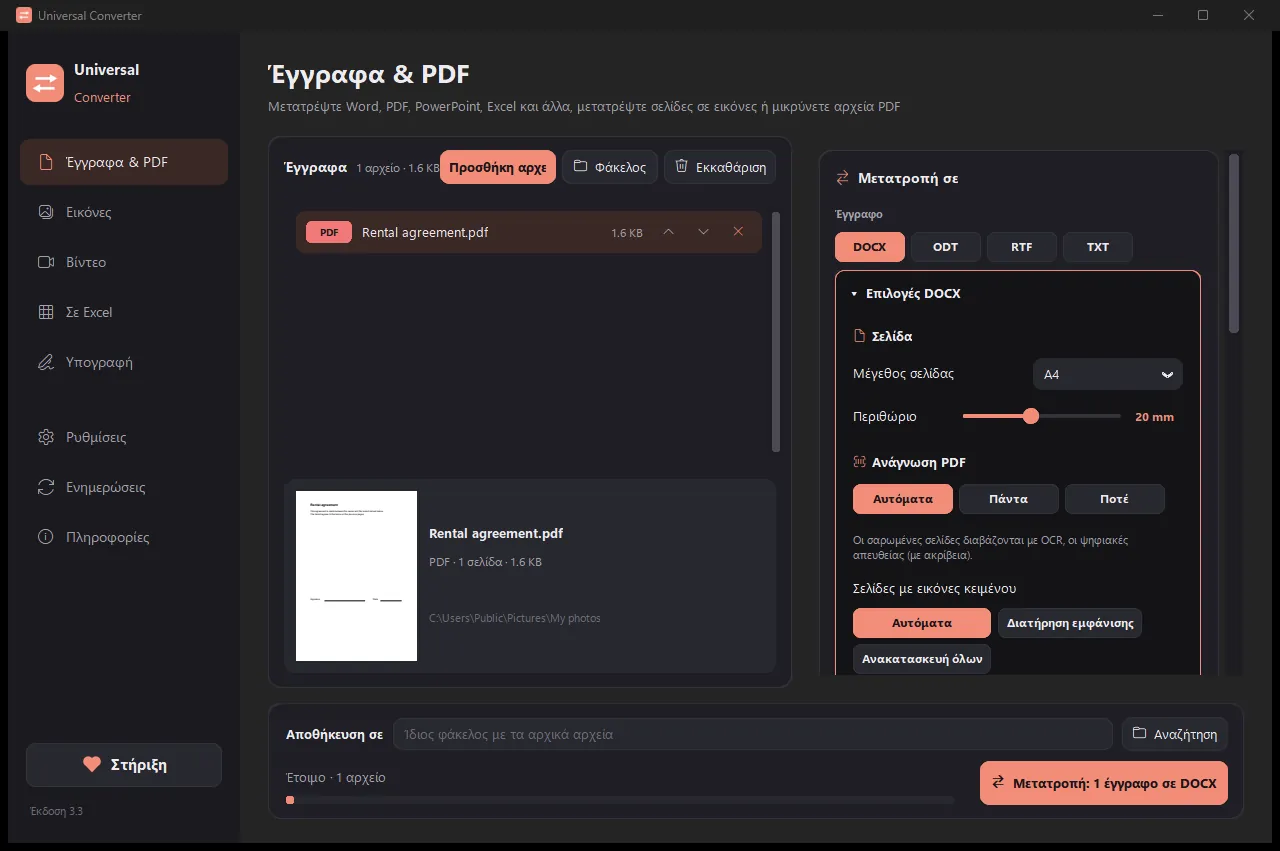 Universal Converter
Universal
Converter
Έγγραφα & PDF
Εικόνες
Βίντεο
Σε Excel
Υπογραφή
Ρυθμίσεις
Ενημερώσεις
Πληροφορίες
Στήριξη
Έκδοση 3.3
Έγγραφα & PDF
Μετατρέψτε Word, PDF, PowerPoint, Excel και άλλα, μετατρέψτε σελίδες σε εικόνες ή μικρύνετε αρχεία PDF
Έγγραφα 1 αρχείο · 1.6 KB Προσθήκη αρχε Φάκελος Εκκαθάριση
PDF Rental agreement.pdf 1.6 KB
Rental agreement
Rental agreement.pdf
PDF · 1 σελίδα · 1.6 KB
C:\Users\Public\Pictures\My photos
Μετατροπή σε
Έγγραφο
DOCX ODT RTF TXT
Επιλογές DOCX
Σελίδα
Μέγεθος σελίδας A4
Περιθώριο 20 mm
Ανάγνωση PDF
Αυτόματα Πάντα Ποτέ
Οι σαρωμένες σελίδες διαβάζονται με OCR, οι ψηφιακές
απευθείας (με ακρίβεια).
Σελίδες με εικόνες κειμένου
Αυτόματα Διατήρηση εμφάνισης
Ανακατασκευή όλων
Αποθήκευση σε Ίδιος φάκελος με τα αρχικά αρχεία Αναζήτηση
Έτοιμο · 1 αρχείο
Μετατροπή: 1 έγγραφο σε DOCX